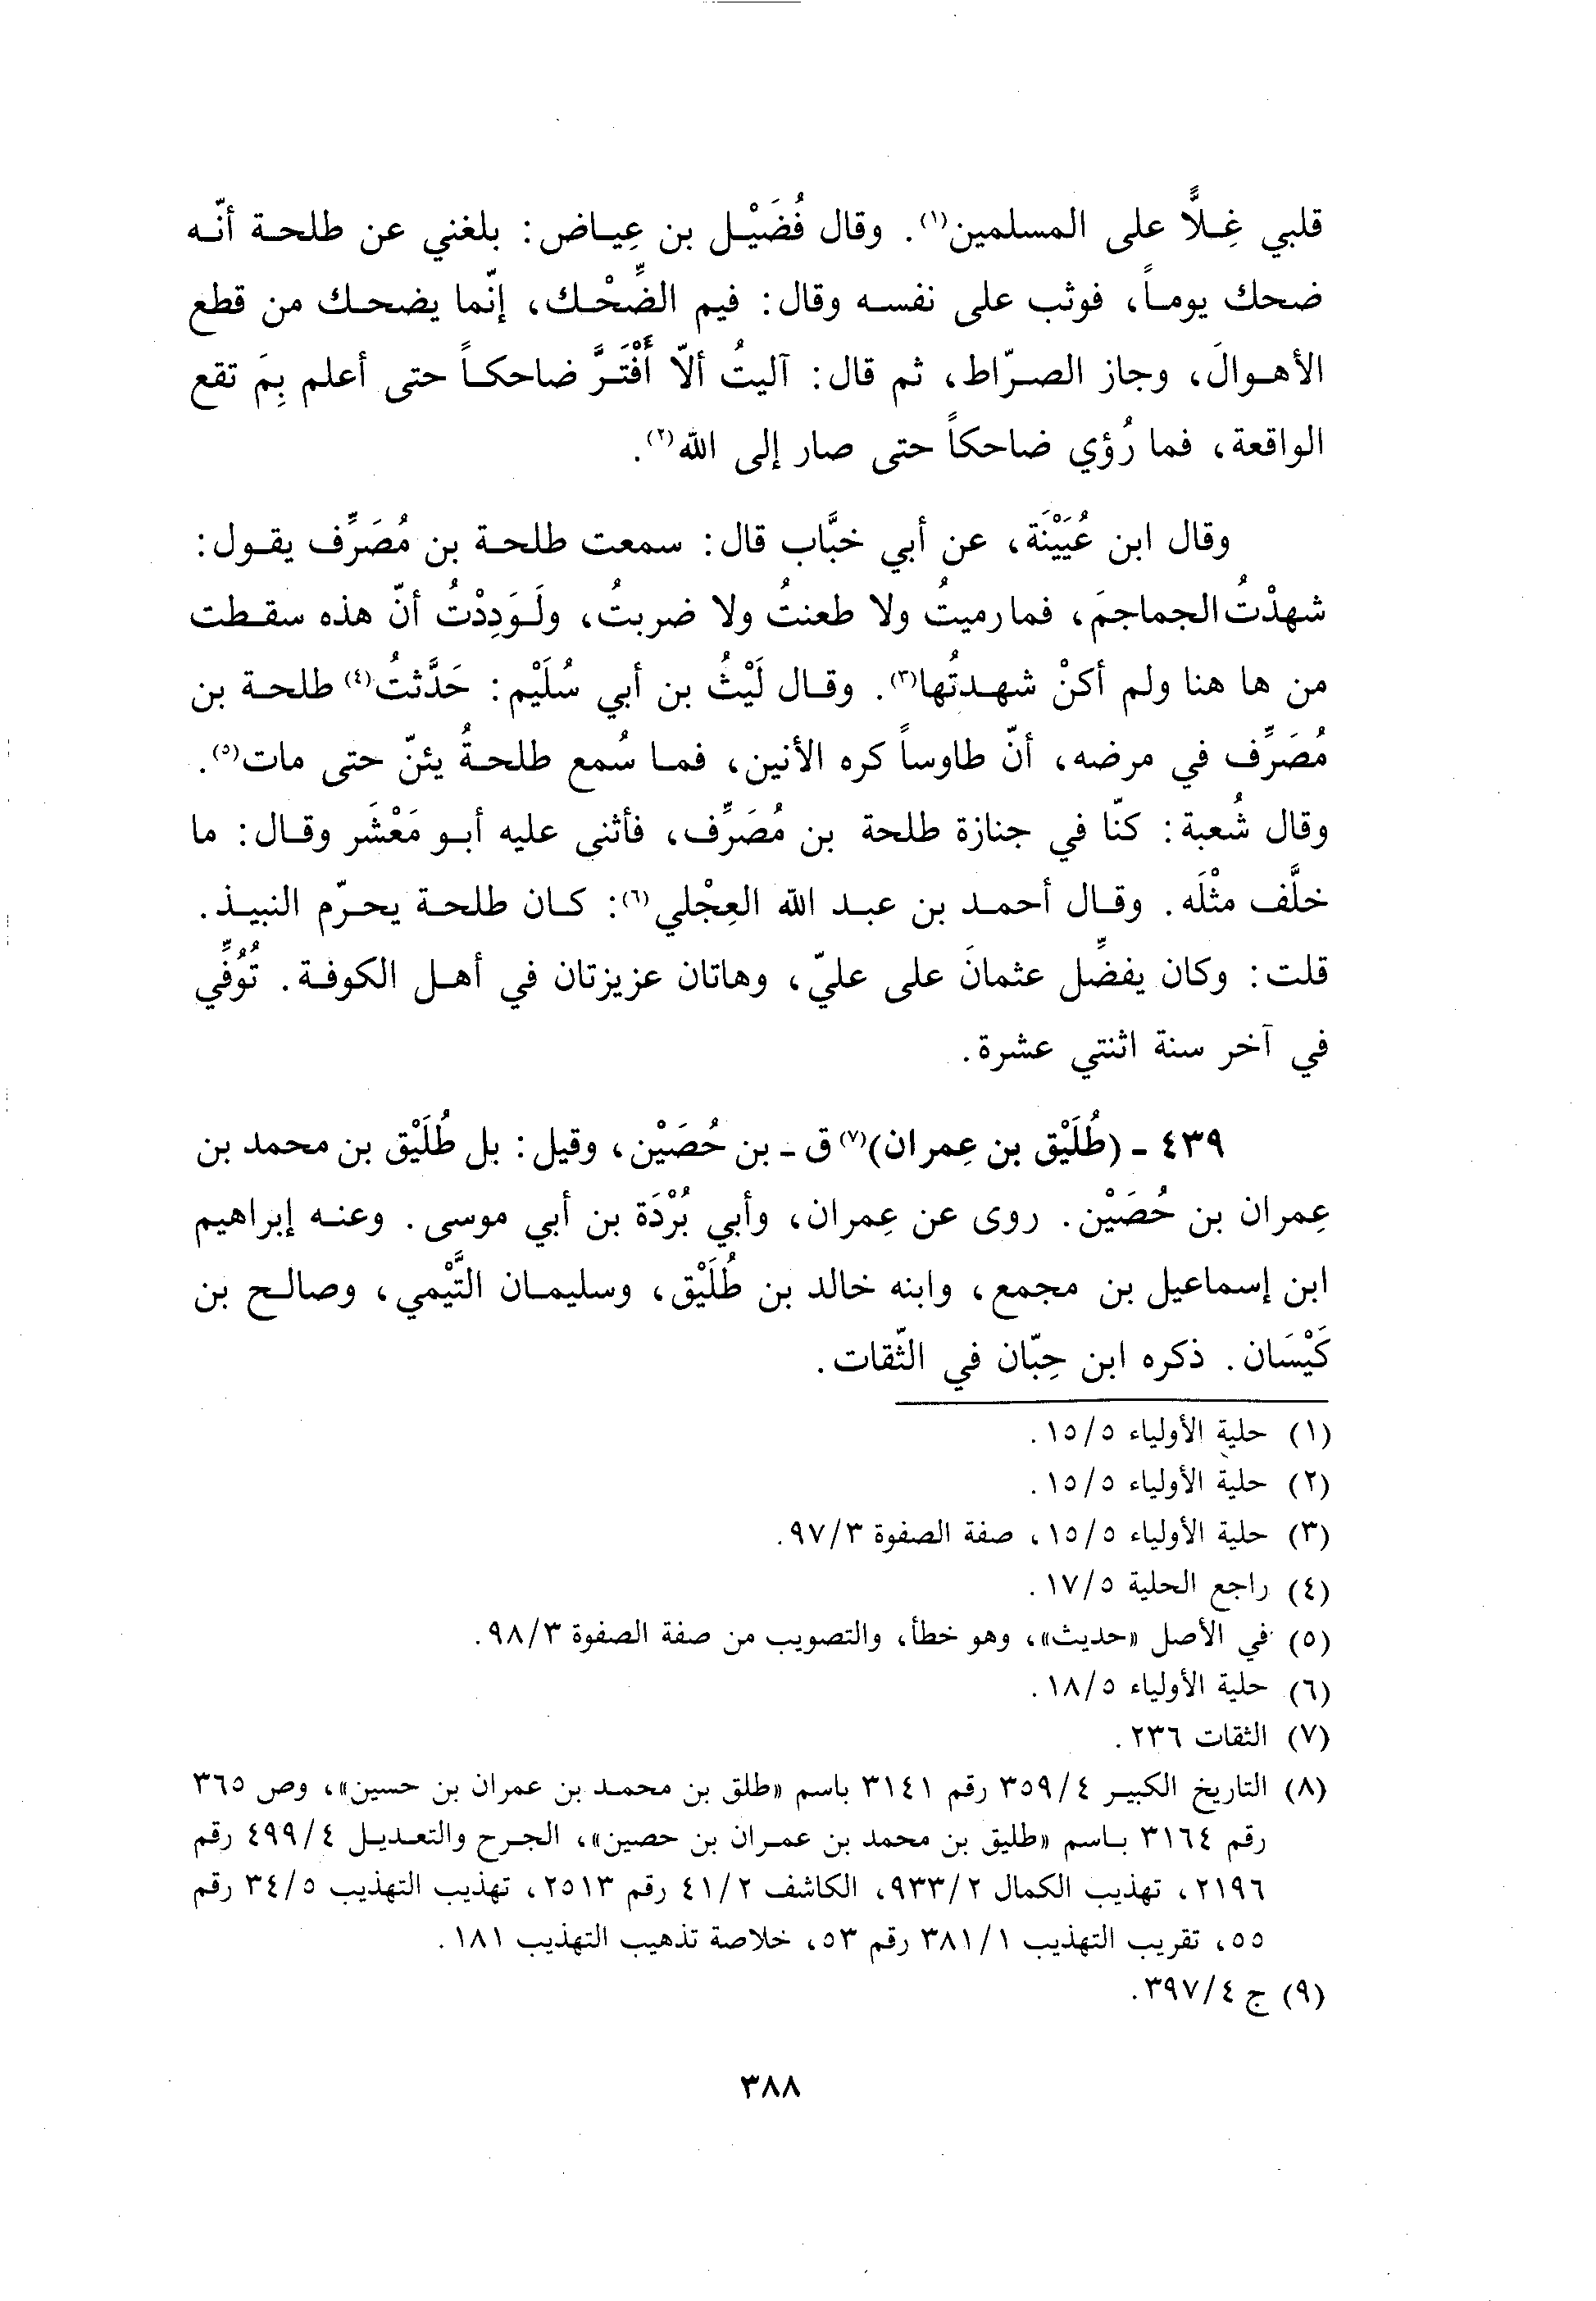 قلبي غِلاًّ على المسلمين(١). وقال فُضَيْل بن عِياض: بلغني عن طلحة أنّه
ضحك يوماً، فوثب على نفسه وقال: فيم الضِّحْك، إنّما يضحك من قطع
الأهوالَ، وجاز الصرّاط، ثم قال: آليتُ ألاّ أَفْتَرَّ ضاحكاً حتى أعلم بِمَ تقع
الواقعة، فما رُؤي ضاحكاً حتى صار إلى الله(٢).
وقال ابن عُيَيْنَة، عن أبي خبَّاب قال: سمعت طلحة بن مُصَرِّف يقول:
شهدْتُ الجماجمَ، فما رميتُ ولا طعنتُ ولا ضربتُ، ولَوَدِدْتُ أنّ هذه سقطت
من ها هنا ولم أكنْ شهدتُها(٣). وقال لَيْثُ بن أبي سُلَيْم: حَدَّثتُ(٤) طلحة بن
مُصَرِّف في مرضه، أنّ طاوساً كره الأنين، فما سُمع طلحةُ يئنّ حتى مات(٥).
وقال شُعبة: كنّا في جنازة طلحة بن مُصَرِّف، فأثنى عليه أبو مَعْشَر وقال: ما
خلَّف مثْلَه. وقال أحمد بن عبد الله العِجْلي(٦): كان طلحة يحرّم النبيذ.
قلت: وكان يفضِّل عثمانَ على عليّ، وهاتان عزيزتان في أهل الكوفة. تُوُفِّي
في آخر سنة اثنتي عشرة.
٤٣٩ ـ (طُلَيْق بن عِمران)(٧) ق ـ بن حُصَيْن، وقيل: بل طُلَيْق بن محمد بن
عِمران بن حُصَيْن. روى عن عِمران، وأبي بُرْدَة بن أبي موسى. وعنه إبراهيم
ابن إسماعيل بن مجمع، وابنه خالد بن طُلَيْق، وسليمان التَّيْمي، وصالح بن
كَيْسَان. ذكره ابن حِبّان في الثّقات.
(١) حلية الأولياء ١٥/٥.
(٢) حلية الأولياء ١٥/٥.
(٣) حلية الأولياء ١٥/٥، صفة الصفوة ٩٧/٣.
(٤) راجع الحلية ١٧/٥.
(٥) في الأصل «حديث»، وهو خطأ، والتصويب من صفة الصفوة ٩٨/٣.
(٦) حلية الأولياء ١٨/٥.
(٧) الثقات ٢٣٦.
(٨) التاريخ الكبير ٣٥٩/٤ رقم ٣١٤١ باسم «طلق بن محمد بن عمران بن حسين»، وص ٣٦٥
رقم ٣١٦٤ باسم «طليق بن محمد بن عمران بن حصين»، الجرح والتعديل ٤٩٩/٤ رقم
٢١٩٦، تهذيب الكمال ٩٣٣/٢، الكاشف ٤١/٢ رقم ٢٥١٣، تهذيب التهذيب ٣٤/٥ رقم
٥٥، تقريب التهذيب ٣٨١/١ رقم ٥٣، خلاصة تذهيب التهذيب ١٨١.
(٩) ج ٣٩٧/٤.
٣٨٨